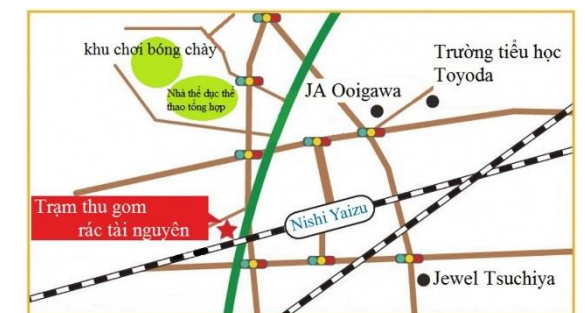 khu chơi bóng chày
Nhà thể dục thể
thao tổng hợp
JA Ooigawa
Trường tiểu học
Toyoda
Trạm thu gom
rác tài nguyên
Nishi Yaizu
Jewel Tsuchiya